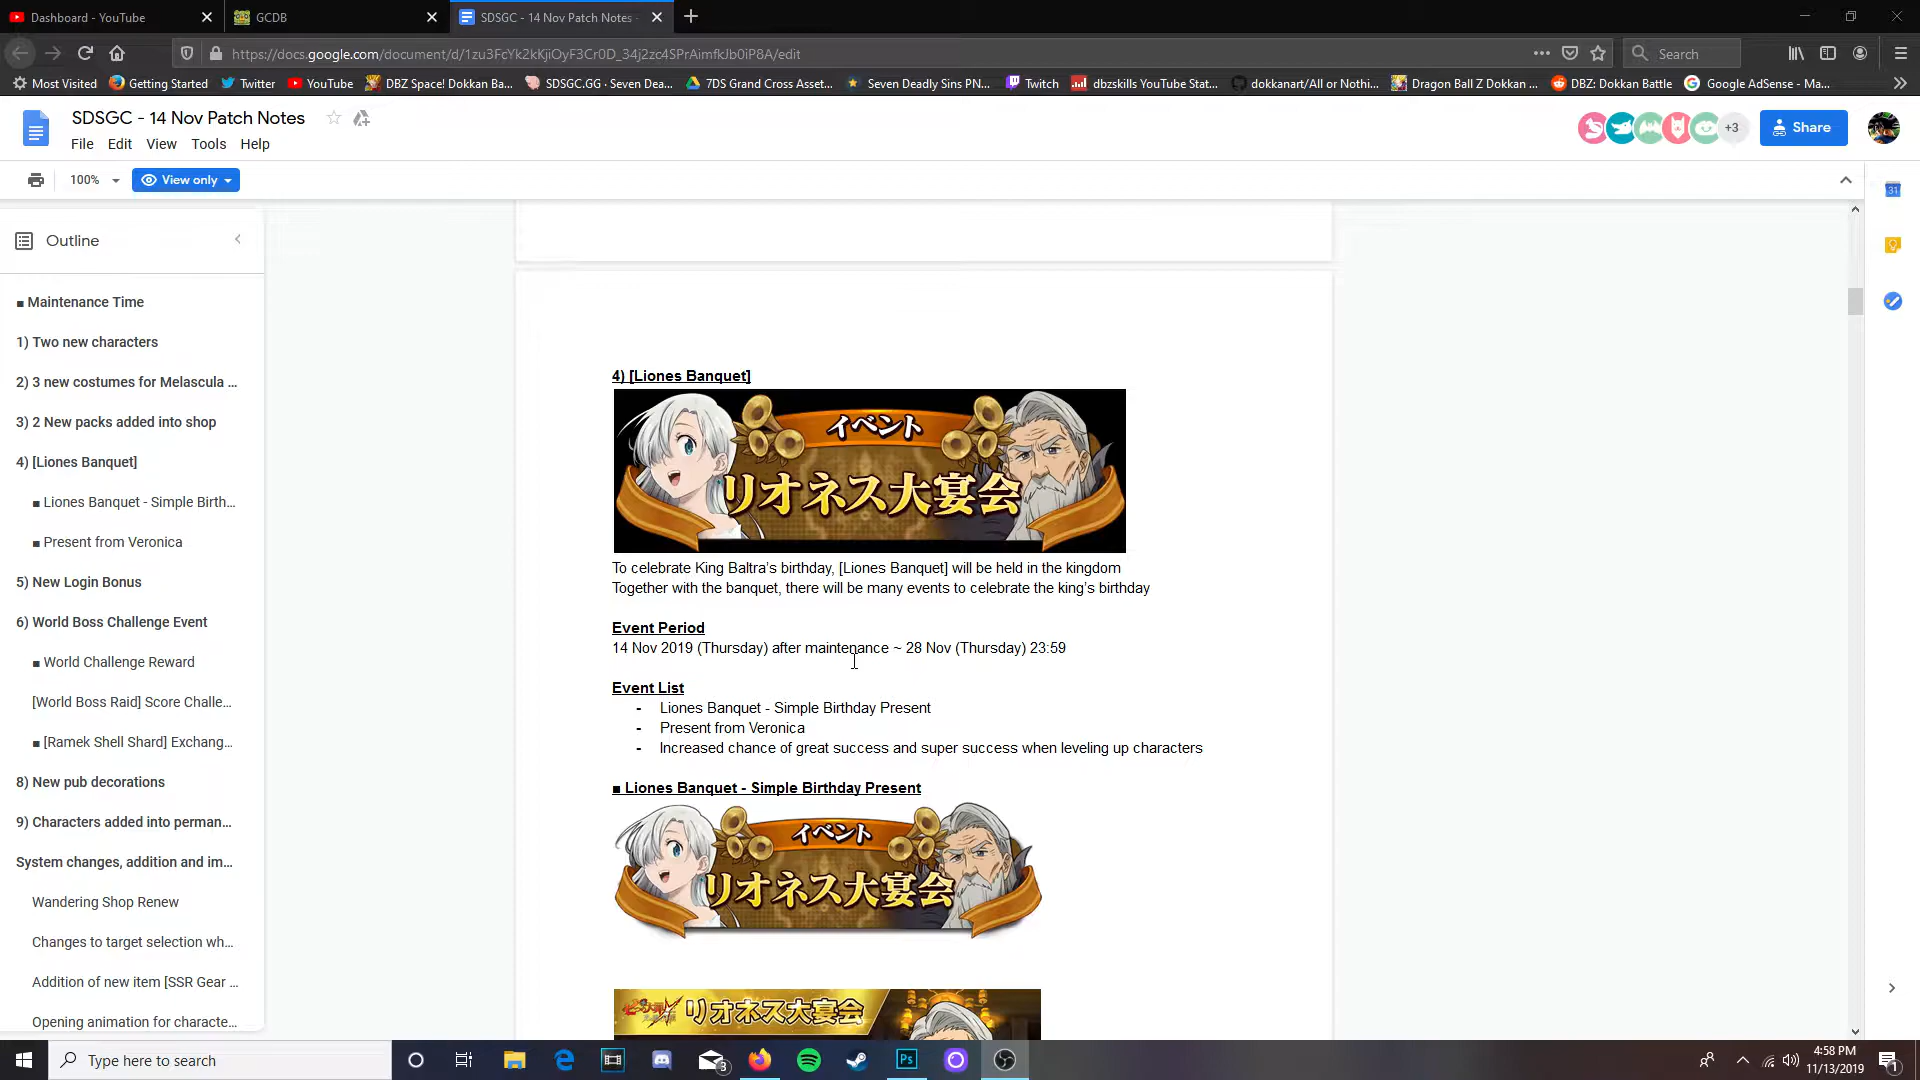 Dashboard - YouTube
GCDB
SDSGC - 14 Nov Patch Notes -
https://docs.google.com/document/d/1zu3FcYk2kKjiOyF3Cr0D_34j2zc4SPrAimfkJb0iP8A/edit
Search
Most Visited
Getting Started
Twitter
YouTube
DBZ Space! Dokkan Ba...
SDSGC.GG - Seven Dea...
7DS Grand Cross Asset...
Seven Deadly Sins PN...
Twitch
dbzskills YouTube Stat...
dokkanart/All or Nothi...
Dragon Ball Z Dokkan ...
DBZ: Dokkan Battle
Google AdSense - Ma...
SDSGC - 14 Nov Patch Notes
File Edit View Tools Help
+3
Share
100%
View only
31
Outline
■ Maintenance Time
1) Two new characters
2) 3 new costumes for Melascula ...
3) 2 New packs added into shop
4) [Liones Banquet]
■ Liones Banquet - Simple Birth...
■ Present from Veronica
5) New Login Bonus
6) World Boss Challenge Event
■ World Challenge Reward
[World Boss Raid] Score Challe...
■ [Ramek Shell Shard] Exchang...
8) New pub decorations
9) Characters added into perman...
System changes, addition and im...
Wandering Shop Renew
Changes to target selection wh...
Addition of new item [SSR Gear ...
Opening animation for characte...
4) [Liones Banquet]
イベント
リオネス大宴会
To celebrate King Baltra's birthday, [Liones Banquet] will be held in the kingdom
Together with the banquet, there will be many events to celebrate the king's birthday
Event Period
14 Nov 2019 (Thursday) after maintenance ~ 28 Nov (Thursday) 23:59
Event List
- Liones Banquet - Simple Birthday Present
- Present from Veronica
- Increased chance of great success and super success when leveling up characters
■ Liones Banquet - Simple Birthday Present
イベント
リオネス大宴会
リオネス大宴会
Type here to search
3
Ps
4:58 PM
11/13/2019
1